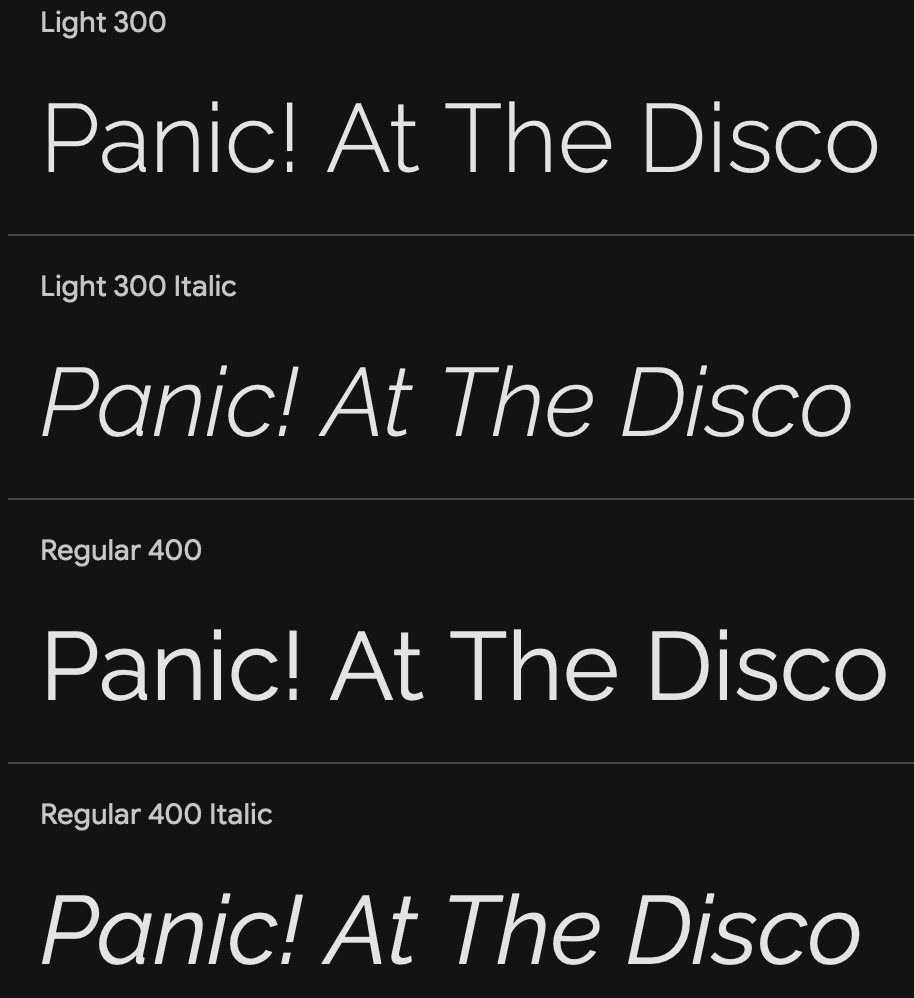 Light 300
Panic! At The Disco
Light 300 Italic
Panic! At The Disco
Regular 400
Panic! At The Disco
Regular 400 Italic
Panic! At The Disco